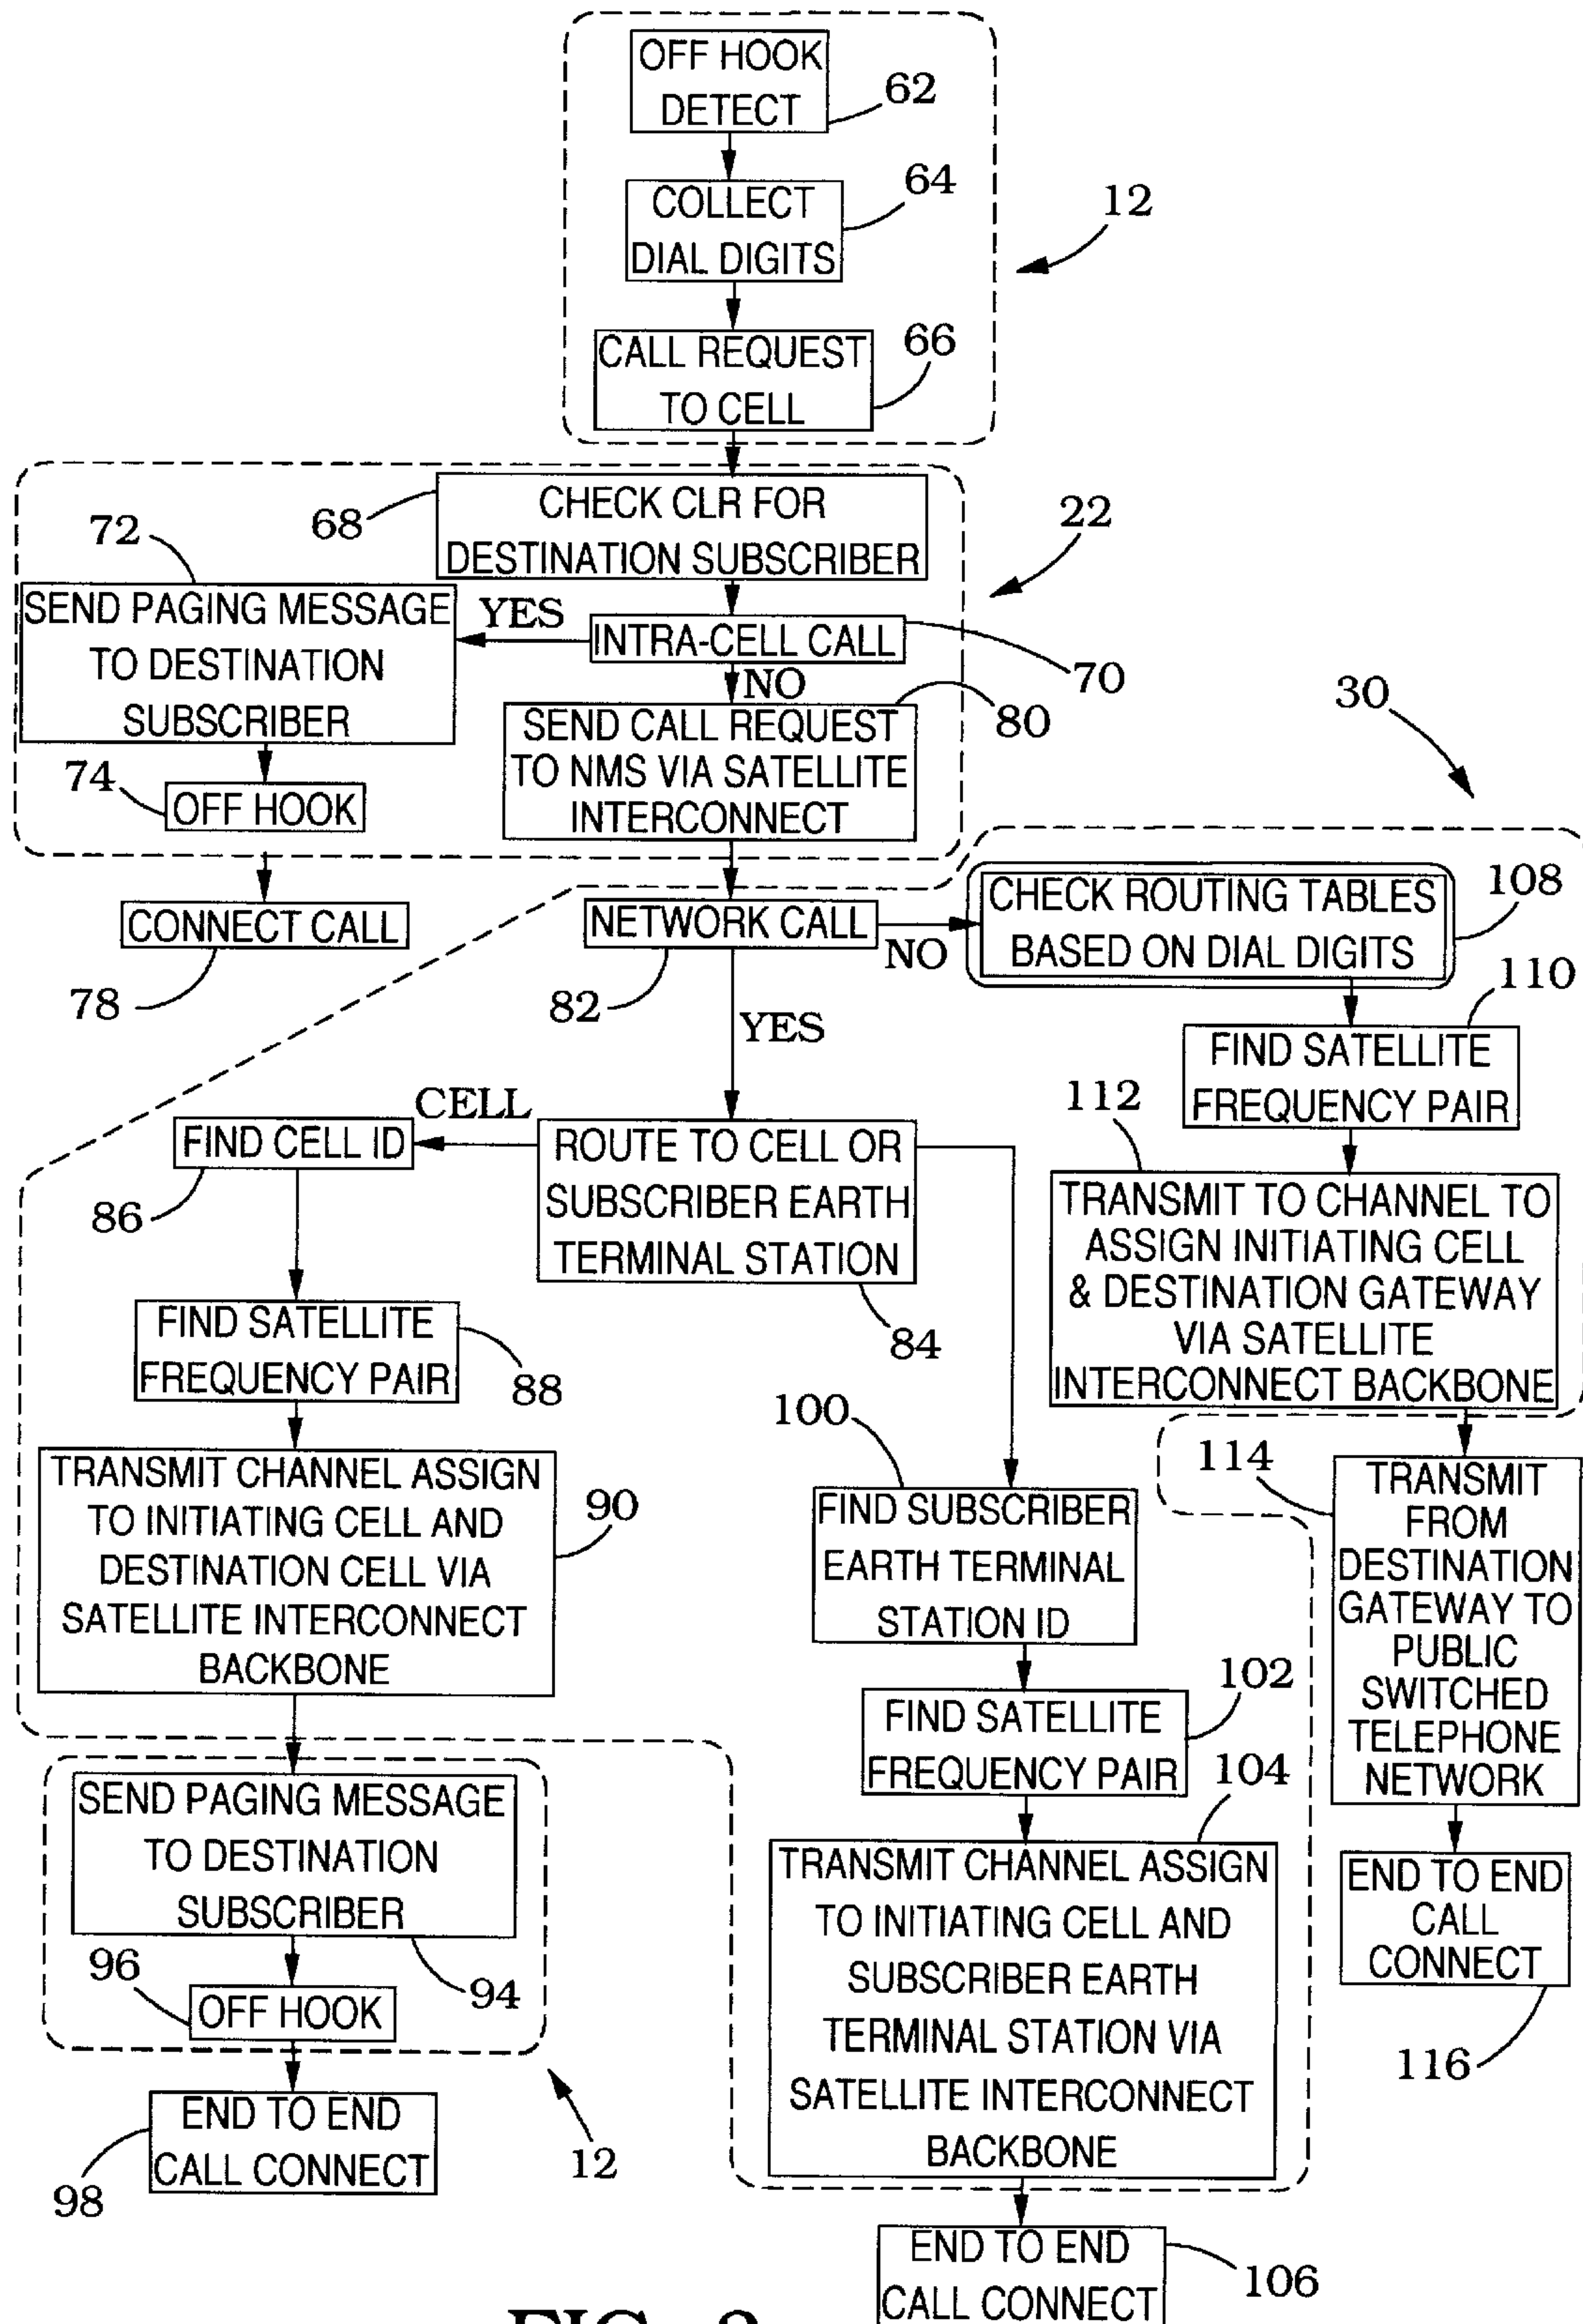 OFF HOOK
DETECT
62
COLLECT
DIAL DIGITS
64
12
CALL REQUEST
TO CELL
66
CHECK CLR FOR
DESTINATION SUBSCRIBER
68
22
72
SEND PAGING MESSAGE
TO DESTINATION
SUBSCRIBER
YES
INTRA-CELL CALL
70
NO
80
SEND CALL REQUEST
TO NMS VIA SATELLITE
INTERCONNECT
30
74
OFF HOOK
CONNECT CALL
78
NETWORK CALL
82
NO
CHECK ROUTING TABLES
BASED ON DIAL DIGITS
108
110
YES
FIND SATELLITE
FREQUENCY PAIR
112
CELL
FIND CELL ID
86
ROUTE TO CELL OR
SUBSCRIBER EARTH
TERMINAL STATION
84
TRANSMIT TO CHANNEL TO
ASSIGN INITIATING CELL
& DESTINATION GATEWAY
VIA SATELLITE
INTERCONNECT BACKBONE
FIND SATELLITE
FREQUENCY PAIR
88
100
114
TRANSMIT CHANNEL ASSIGN
TO INITIATING CELL AND
DESTINATION CELL VIA
SATELLITE INTERCONNECT
BACKBONE
90
FIND SUBSCRIBER
EARTH TERMINAL
STATION ID
TRANSMIT
FROM
DESTINATION
GATEWAY TO
PUBLIC
SWITCHED
TELEPHONE
NETWORK
102
FIND SATELLITE
FREQUENCY PAIR
104
SEND PAGING MESSAGE
TO DESTINATION
SUBSCRIBER
94
96
OFF HOOK
TRANSMIT CHANNEL ASSIGN
TO INITIATING CELL AND
SUBSCRIBER EARTH
TERMINAL STATION VIA
SATELLITE INTERCONNECT
BACKBONE
END TO END
CALL
CONNECT
116
END TO END
CALL CONNECT
98
12
END TO END
CALL CONNECT
106